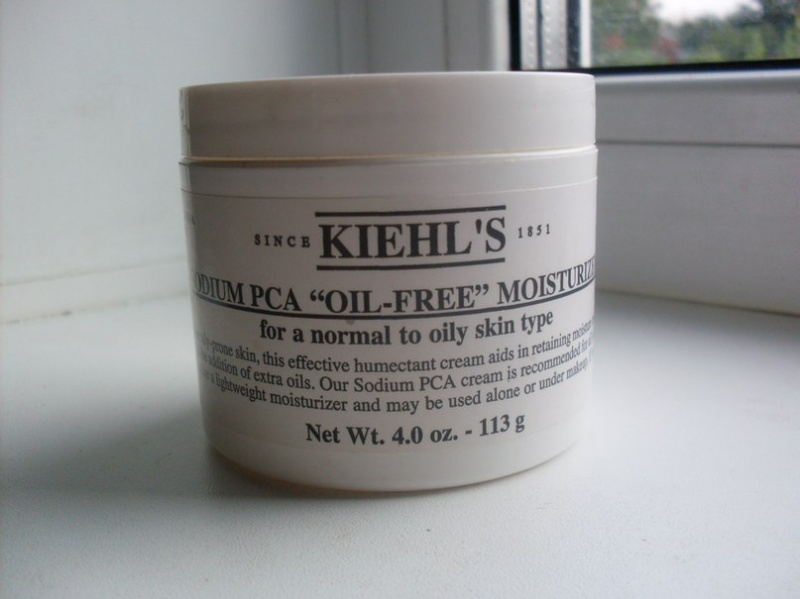 SINCE KIEHL'S 1851
ODIUM PCA “OIL-FREE” MOISTURIZ
for a normal to oily skin type
-prone skin, this effective humectant cream aids in retaining moisture
addition of extra oils. Our Sodium PCA cream is recommended for
a lightweight moisturizer and may be used alone or under makeup.
Net Wt. 4.0 oz. - 113 g